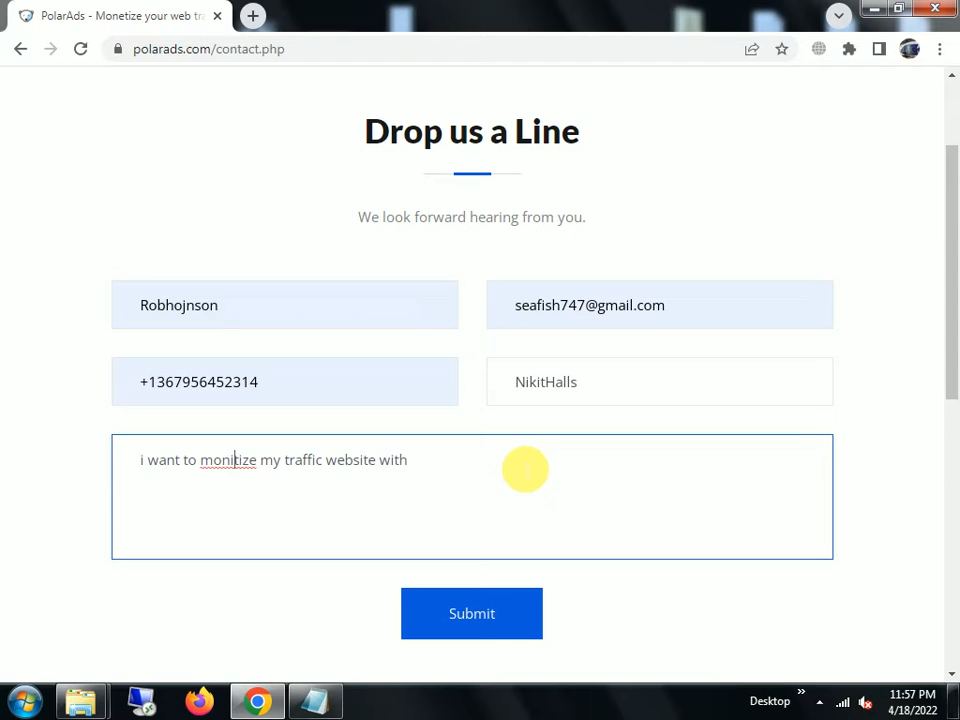 PolarAds - Monetize your web tra
polarads.com/contact.php
Drop us a Line
We look forward hearing from you.
Robhojnson
seafish747@gmail.com
+1367956452314
NikitHalls
i want to monitize my traffic website with
Submit
Desktop
11:57 PM
4/18/2022